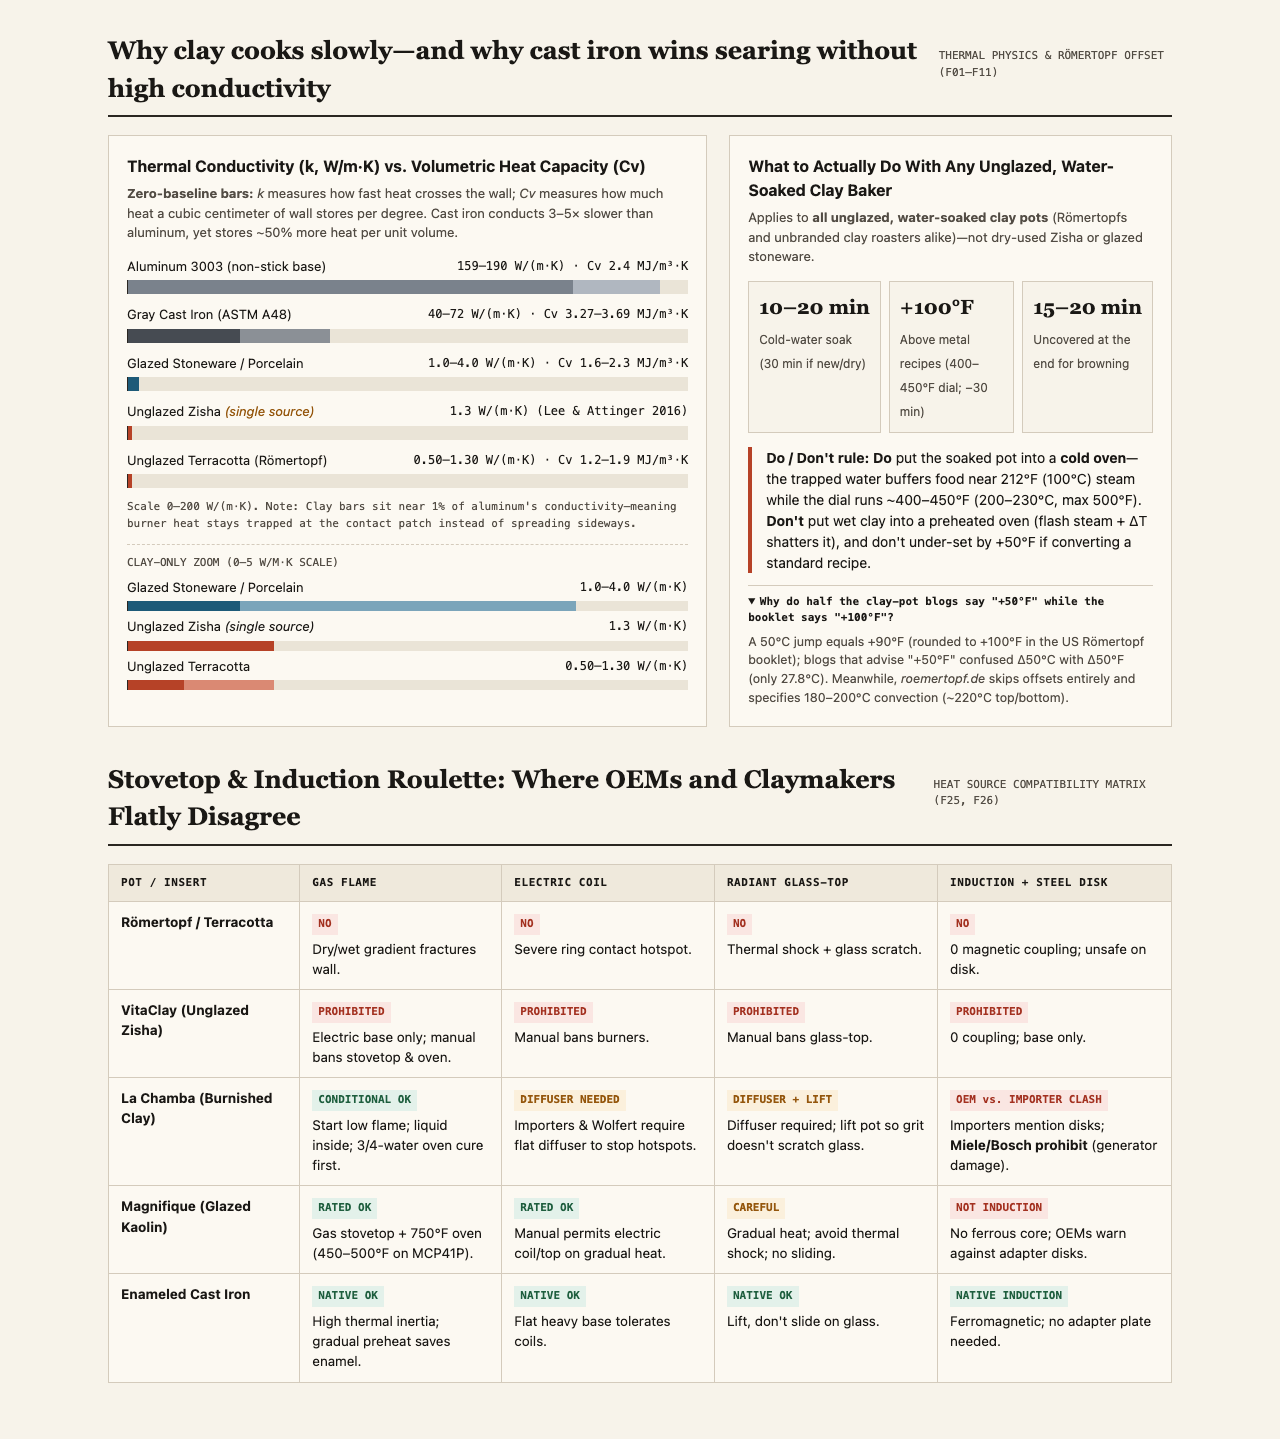 Why clay cooks slowly—and why cast iron wins searing without
high conductivity
THERMAL PHYSICS & RÖMERTOPF OFFSET
(F01–F11)
Thermal Conductivity (k, W/m·K) vs. Volumetric Heat Capacity (Cv)
Zero-baseline bars: k measures how fast heat crosses the wall; Cv measures how much
heat a cubic centimeter of wall stores per degree. Cast iron conducts 3–5× slower than
aluminum, yet stores ~50% more heat per unit volume.
Aluminum 3003 (non-stick base) 159–190 W/(m·K) · Cv 2.4 MJ/m³·K
Gray Cast Iron (ASTM A48) 40–72 W/(m·K) · Cv 3.27–3.69 MJ/m³·K
Glazed Stoneware / Porcelain 1.0–4.0 W/(m·K) · Cv 1.6–2.3 MJ/m³·K
Unglazed Zisha (single source) 1.3 W/(m·K) (Lee & Attinger 2016)
Unglazed Terracotta (Römertopf) 0.50–1.30 W/(m·K) · Cv 1.2–1.9 MJ/m³·K
Scale 0–200 W/(m·K). Note: Clay bars sit near 1% of aluminum's conductivity—meaning
burner heat stays trapped at the contact patch instead of spreading sideways.
CLAY-ONLY ZOOM (0–5 W/M·K SCALE)
Glazed Stoneware / Porcelain 1.0–4.0 W/(m·K)
Unglazed Zisha (single source) 1.3 W/(m·K)
Unglazed Terracotta 0.50–1.30 W/(m·K)
What to Actually Do With Any Unglazed, Water-
Soaked Clay Baker
Applies to all unglazed, water-soaked clay pots (Römertopfs
and unbranded clay roasters alike)—not dry-used Zisha or glazed
stoneware.
10–20 min
Cold-water soak
(30 min if new/dry)
+100°F
Above metal
recipes (400–
450°F dial; −30
min)
15–20 min
Uncovered at the
end for browning
Do / Don't rule: Do put the soaked pot into a cold oven—
the trapped water buffers food near 212°F (100°C) steam
while the dial runs ~400–450°F (200–230°C, max 500°F).
Don't put wet clay into a preheated oven (flash steam + ΔT
shatters it), and don't under-set by +50°F if converting a
standard recipe.
▼ Why do half the clay-pot blogs say "+50°F" while the
booklet says "+100°F"?
A 50°C jump equals +90°F (rounded to +100°F in the US Römertopf
booklet); blogs that advise "+50°F" confused Δ50°C with Δ50°F
(only 27.8°C). Meanwhile, roemertopf.de skips offsets entirely and
specifies 180–200°C convection (~220°C top/bottom).
Stovetop & Induction Roulette: Where OEMs and Claymakers
Flatly Disagree
HEAT SOURCE COMPATIBILITY MATRIX
(F25, F26)
POT / INSERT GAS FLAME ELECTRIC COIL RADIANT GLASS-TOP INDUCTION + STEEL DISK
Römertopf / Terracotta
NO
Dry/wet gradient fractures
wall.
NO
Severe ring contact hotspot.
NO
Thermal shock + glass scratch.
NO
0 magnetic coupling; unsafe on
disk.
VitaClay (Unglazed
Zisha)
PROHIBITED
Electric base only; manual
bans stovetop & oven.
PROHIBITED
Manual bans burners.
PROHIBITED
Manual bans glass-top.
PROHIBITED
0 coupling; base only.
La Chamba (Burnished
Clay)
CONDITIONAL OK
Start low flame; liquid
inside; 3/4-water oven cure
first.
DIFFUSER NEEDED
Importers & Wolfert require
flat diffuser to stop hotspots.
DIFFUSER + LIFT
Diffuser required; lift pot so grit
doesn't scratch glass.
OEM vs. IMPORTER CLASH
Importers mention disks;
Miele/Bosch prohibit (generator
damage).
Magnifique (Glazed
Kaolin)
RATED OK
Gas stovetop + 750°F oven
(450–500°F on MCP41P).
RATED OK
Manual permits electric
coil/top on gradual heat.
CAREFUL
Gradual heat; avoid thermal
shock; no sliding.
NOT INDUCTION
No ferrous core; OEMs warn
against adapter disks.
Enameled Cast Iron
NATIVE OK
High thermal inertia;
gradual preheat saves
enamel.
NATIVE OK
Flat heavy base tolerates
coils.
NATIVE OK
Lift, don't slide on glass.
NATIVE INDUCTION
Ferromagnetic; no adapter plate
needed.